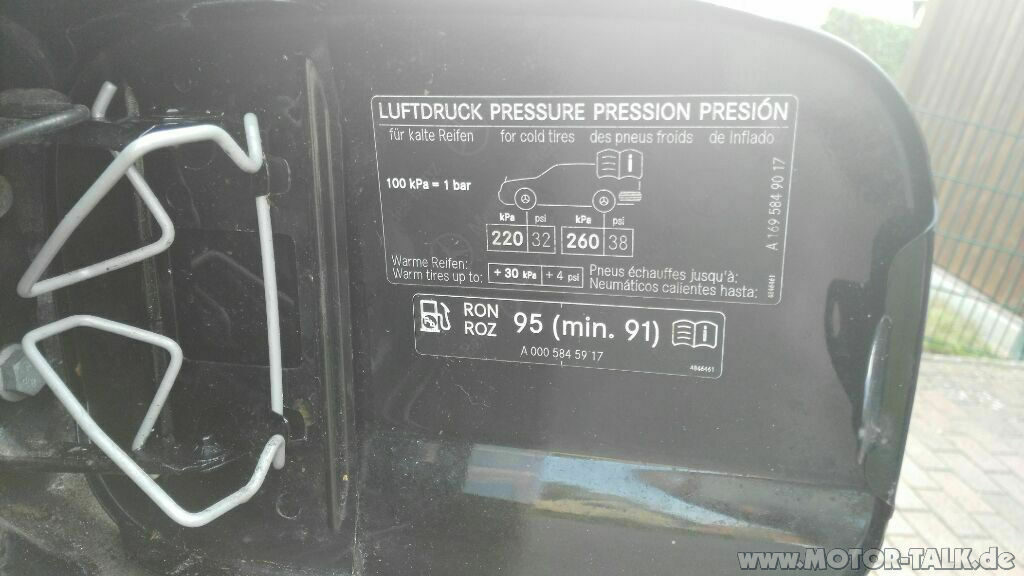 LUFTDRUCK PRESSURE PRESSION PRESIÓN
für kalte Reifen for cold tires des pneus froids de Inflado
i
100 kPa = 1 bar
kPa psi kPa psi
220 32 260 38
Warme Reifen: + 30 kPa + 4 psi Pneus échauffes jusqu'à:
Warm tires up to: Neumáticos calientes hasta:
A 169 584 90 17
4846461
RON
ROZ 95 (min. 91) i
A 000 584 59 17
4846461
www.MOTOR-TALK.de